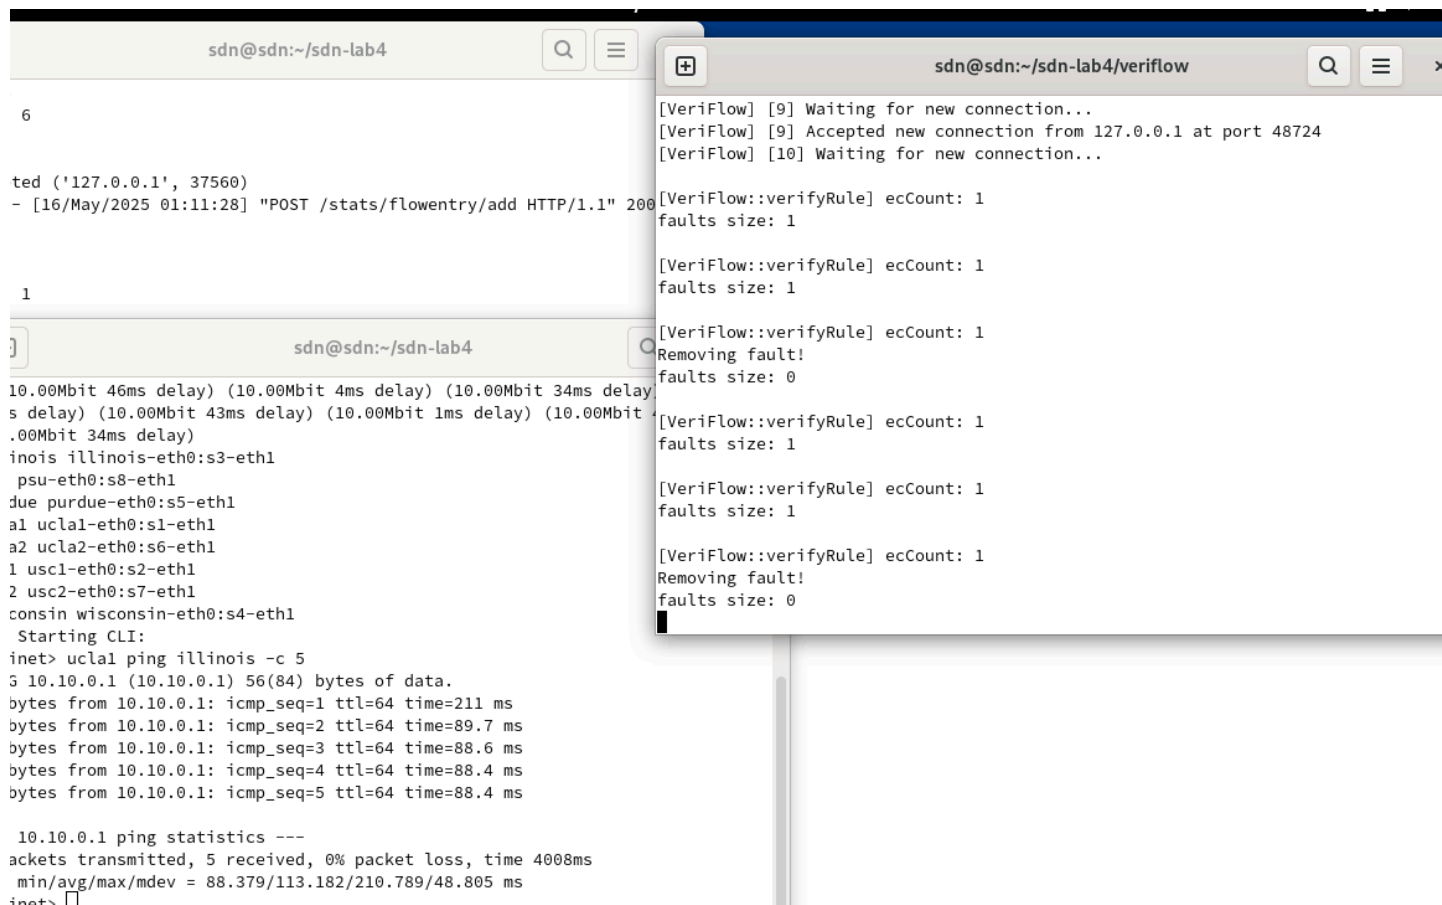 sdn@sdn:~/sdn-lab4
6
ted ('127.0.0.1', 37560)
- [16/May/2025 01:11:28] "POST /stats/flowentry/add HTTP/1.1" 200
1
sdn@sdn:~/sdn-lab4
10.00Mbit 46ms delay) (10.00Mbit 4ms delay) (10.00Mbit 34ms delay)
s delay) (10.00Mbit 43ms delay) (10.00Mbit 1ms delay) (10.00Mbit
.00Mbit 34ms delay)
inois illinois-eth0:s3-eth1
psu-eth0:s8-eth1
due purdue-eth0:s5-eth1
a1 ucla1-eth0:s1-eth1
a2 ucla2-eth0:s6-eth1
1 usc1-eth0:s2-eth1
2 usc2-eth0:s7-eth1
consin wisconsin-eth0:s4-eth1
Starting CLI:
inet> ucla1 ping illinois -c 5
G 10.10.0.1 (10.10.0.1) 56(84) bytes of data.
bytes from 10.10.0.1: icmp_seq=1 ttl=64 time=211 ms
bytes from 10.10.0.1: icmp_seq=2 ttl=64 time=89.7 ms
bytes from 10.10.0.1: icmp_seq=3 ttl=64 time=88.6 ms
bytes from 10.10.0.1: icmp_seq=4 ttl=64 time=88.4 ms
bytes from 10.10.0.1: icmp_seq=5 ttl=64 time=88.4 ms
10.10.0.1 ping statistics ---
ackets transmitted, 5 received, 0% packet loss, time 4008ms
min/avg/max/mdev = 88.379/113.182/210.789/48.805 ms
inet>
sdn@sdn:~/sdn-lab4/veriflow
[VeriFlow] [9] Waiting for new connection...
[VeriFlow] [9] Accepted new connection from 127.0.0.1 at port 48724
[VeriFlow] [10] Waiting for new connection...
[VeriFlow::verifyRule] ecCount: 1
faults size: 1
[VeriFlow::verifyRule] ecCount: 1
faults size: 1
[VeriFlow::verifyRule] ecCount: 1
Removing fault!
faults size: 0
[VeriFlow::verifyRule] ecCount: 1
faults size: 1
[VeriFlow::verifyRule] ecCount: 1
faults size: 1
[VeriFlow::verifyRule] ecCount: 1
Removing fault!
faults size: 0